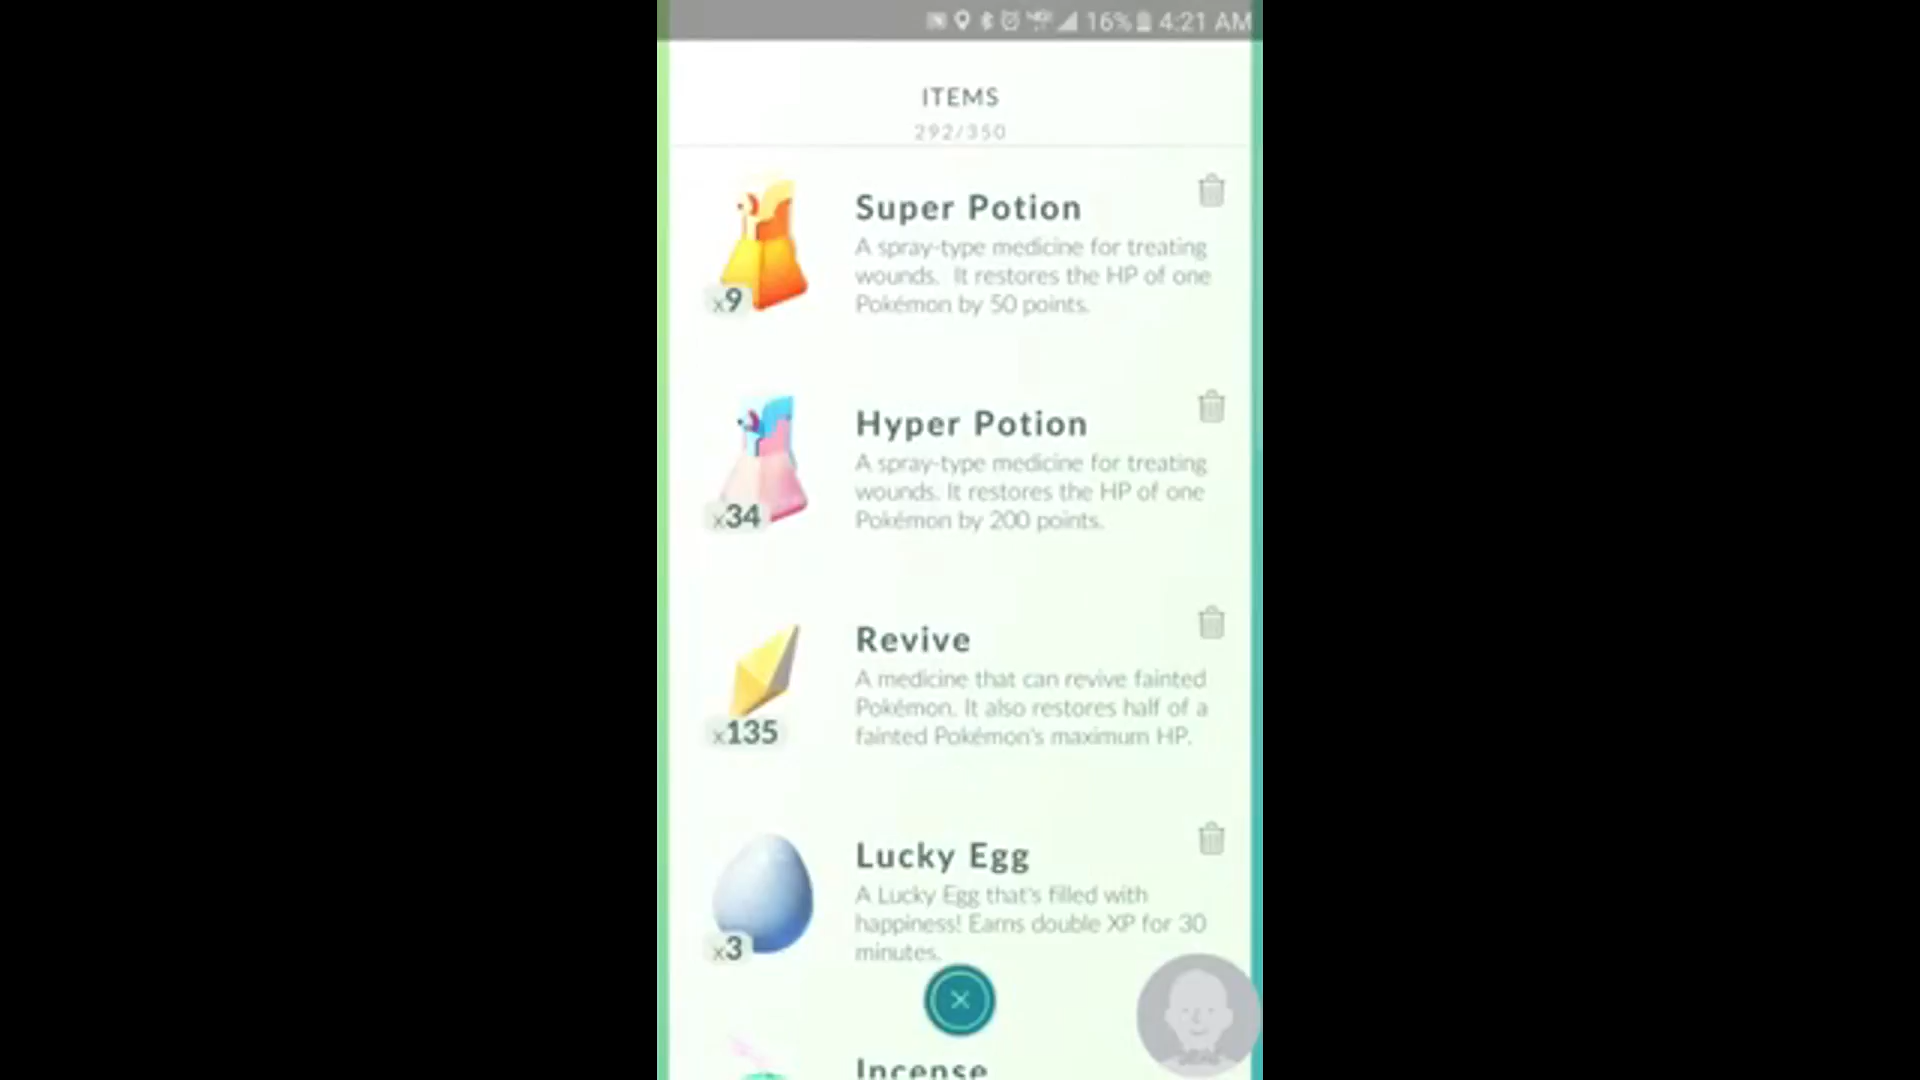 16% 4:21 AM
ITEMS
292/350
Super Potion
A spray-type medicine for treating
wounds. It restores the HP of one
Pokémon by 50 points.
x9
Hyper Potion
A spray-type medicine for treating
wounds. It restores the HP of one
Pokémon by 200 points.
x34
Revive
A medicine that can revive fainted
Pokémon. It also restores half of a
fainted Pokémon's maximum HP.
x135
Lucky Egg
A Lucky Egg that's filled with
happiness! Earns double XP for 30
minutes.
x3
Incense